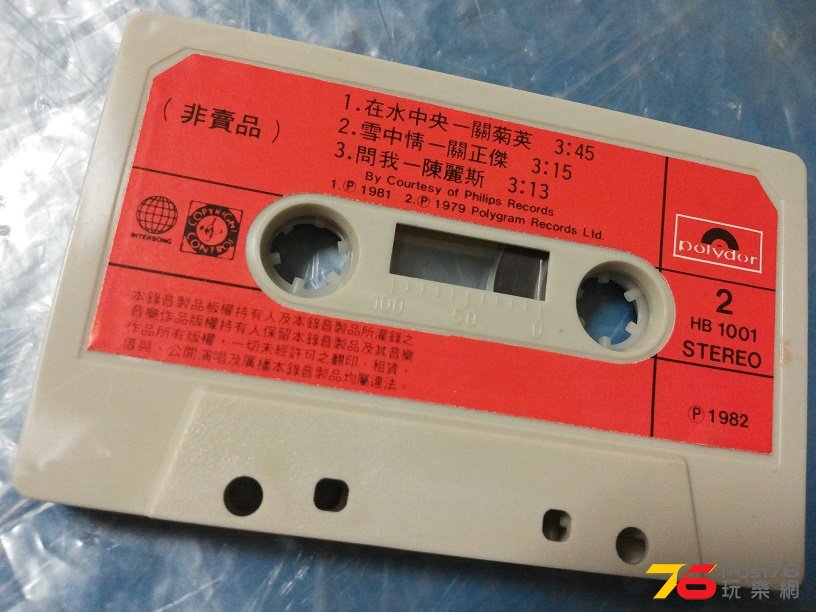 (非賣品)
1.在水中央—關菊英 3:45
2.雪中情—關正傑 3:15
3.問我—陳麗斯 3:13
By Courtesy of Philips Records
1.Ⓟ 1981 2.Ⓟ 1979 Polygram Records Ltd.
INTERSONG
COPYRIGHT CONTROL
polydor
2
HB 1001
STEREO
Ⓟ 1982
本錄音製品板權持有人及本錄音製品所灌錄之
音樂作品版權持有人保留本錄音製品及其音樂
作品所有版權,一切未經許可之翻印、租賃、
借與、公開演唱及廣播本錄音製品均屬違法。
100 50 0
76
玩樂網